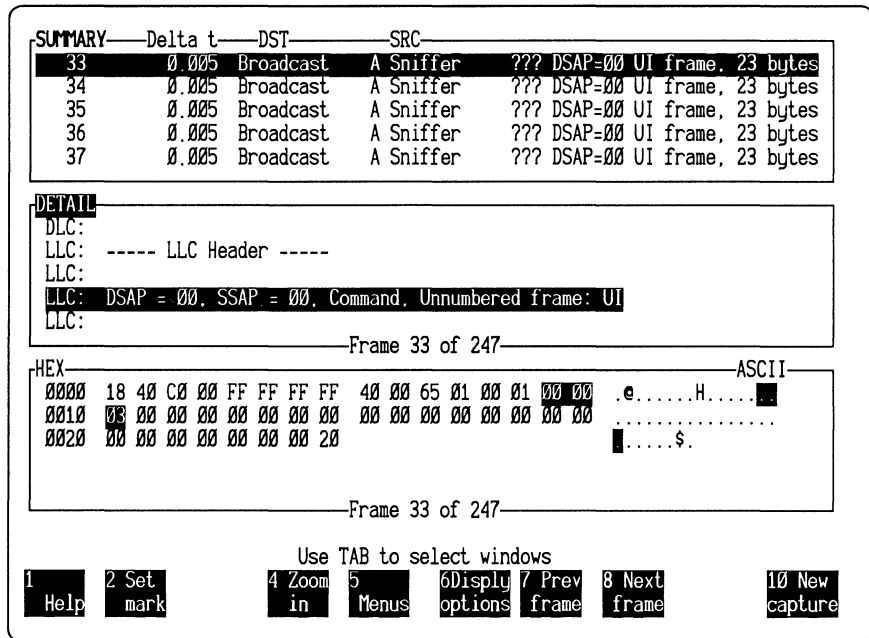 SUMMARY Delta t DST SRC
33 0.005 Broadcast A Sniffer ??? DSAP=00 UI frame, 23 bytes
34 0.005 Broadcast A Sniffer ??? DSAP=00 UI frame, 23 bytes
35 0.005 Broadcast A Sniffer ??? DSAP=00 UI frame, 23 bytes
36 0.005 Broadcast A Sniffer ??? DSAP=00 UI frame, 23 bytes
37 0.005 Broadcast A Sniffer ??? DSAP=00 UI frame, 23 bytes
DETAIL
DLC:
LLC: ----- LLC Header -----
LLC:
LLC: DSAP = 00, SSAP = 00, Command, Unnumbered frame: UI
LLC:
Frame 33 of 247
HEX ASCII
0000 18 40 C0 00 FF FF FF FF 40 00 65 01 00 01 00 00 .@......H.......
0010 03 00 00 00 00 00 00 00 00 00 00 00 00 00 00 00 ................
0020 00 00 00 00 00 00 00 20 ......$.
Frame 33 of 247
Use TAB to select windows
1 Help
2 Set mark
4 Zoom in
5 Menus
6Disply options
7 Prev frame
8 Next frame
10 New capture